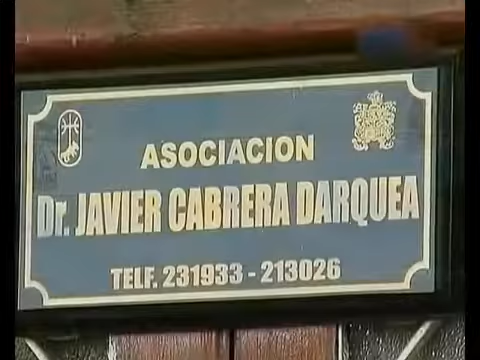 ASOCIACION
Dr. JAVIER CABRERA DARQUEA
TELF. 231933 - 213026